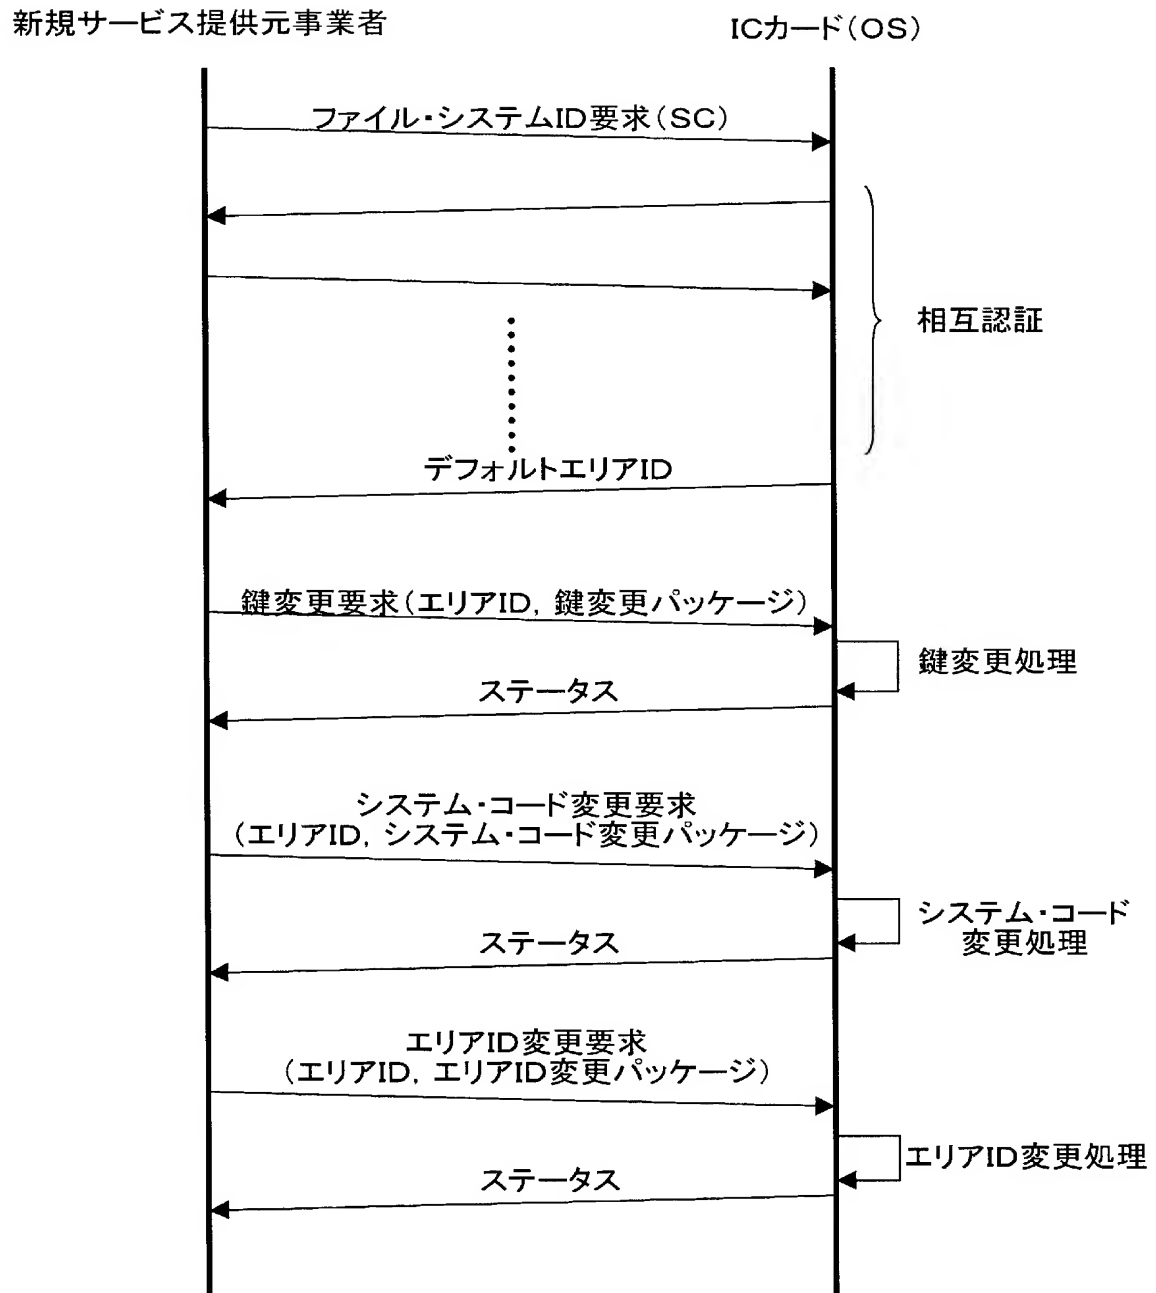 新規サービス提供元事業者
ICカード(OS)
ファイル・システムID要求(SC)
相互認証
デフォルトエリアID
鍵変更要求(エリアID, 鍵変更パッケージ)
鍵変更処理
ステータス
システム・コード変更要求
(エリアID, システム・コード変更パッケージ)
システム・コード
変更処理
ステータス
エリアID変更要求
(エリアID, エリアID変更パッケージ)
エリアID変更処理
ステータス